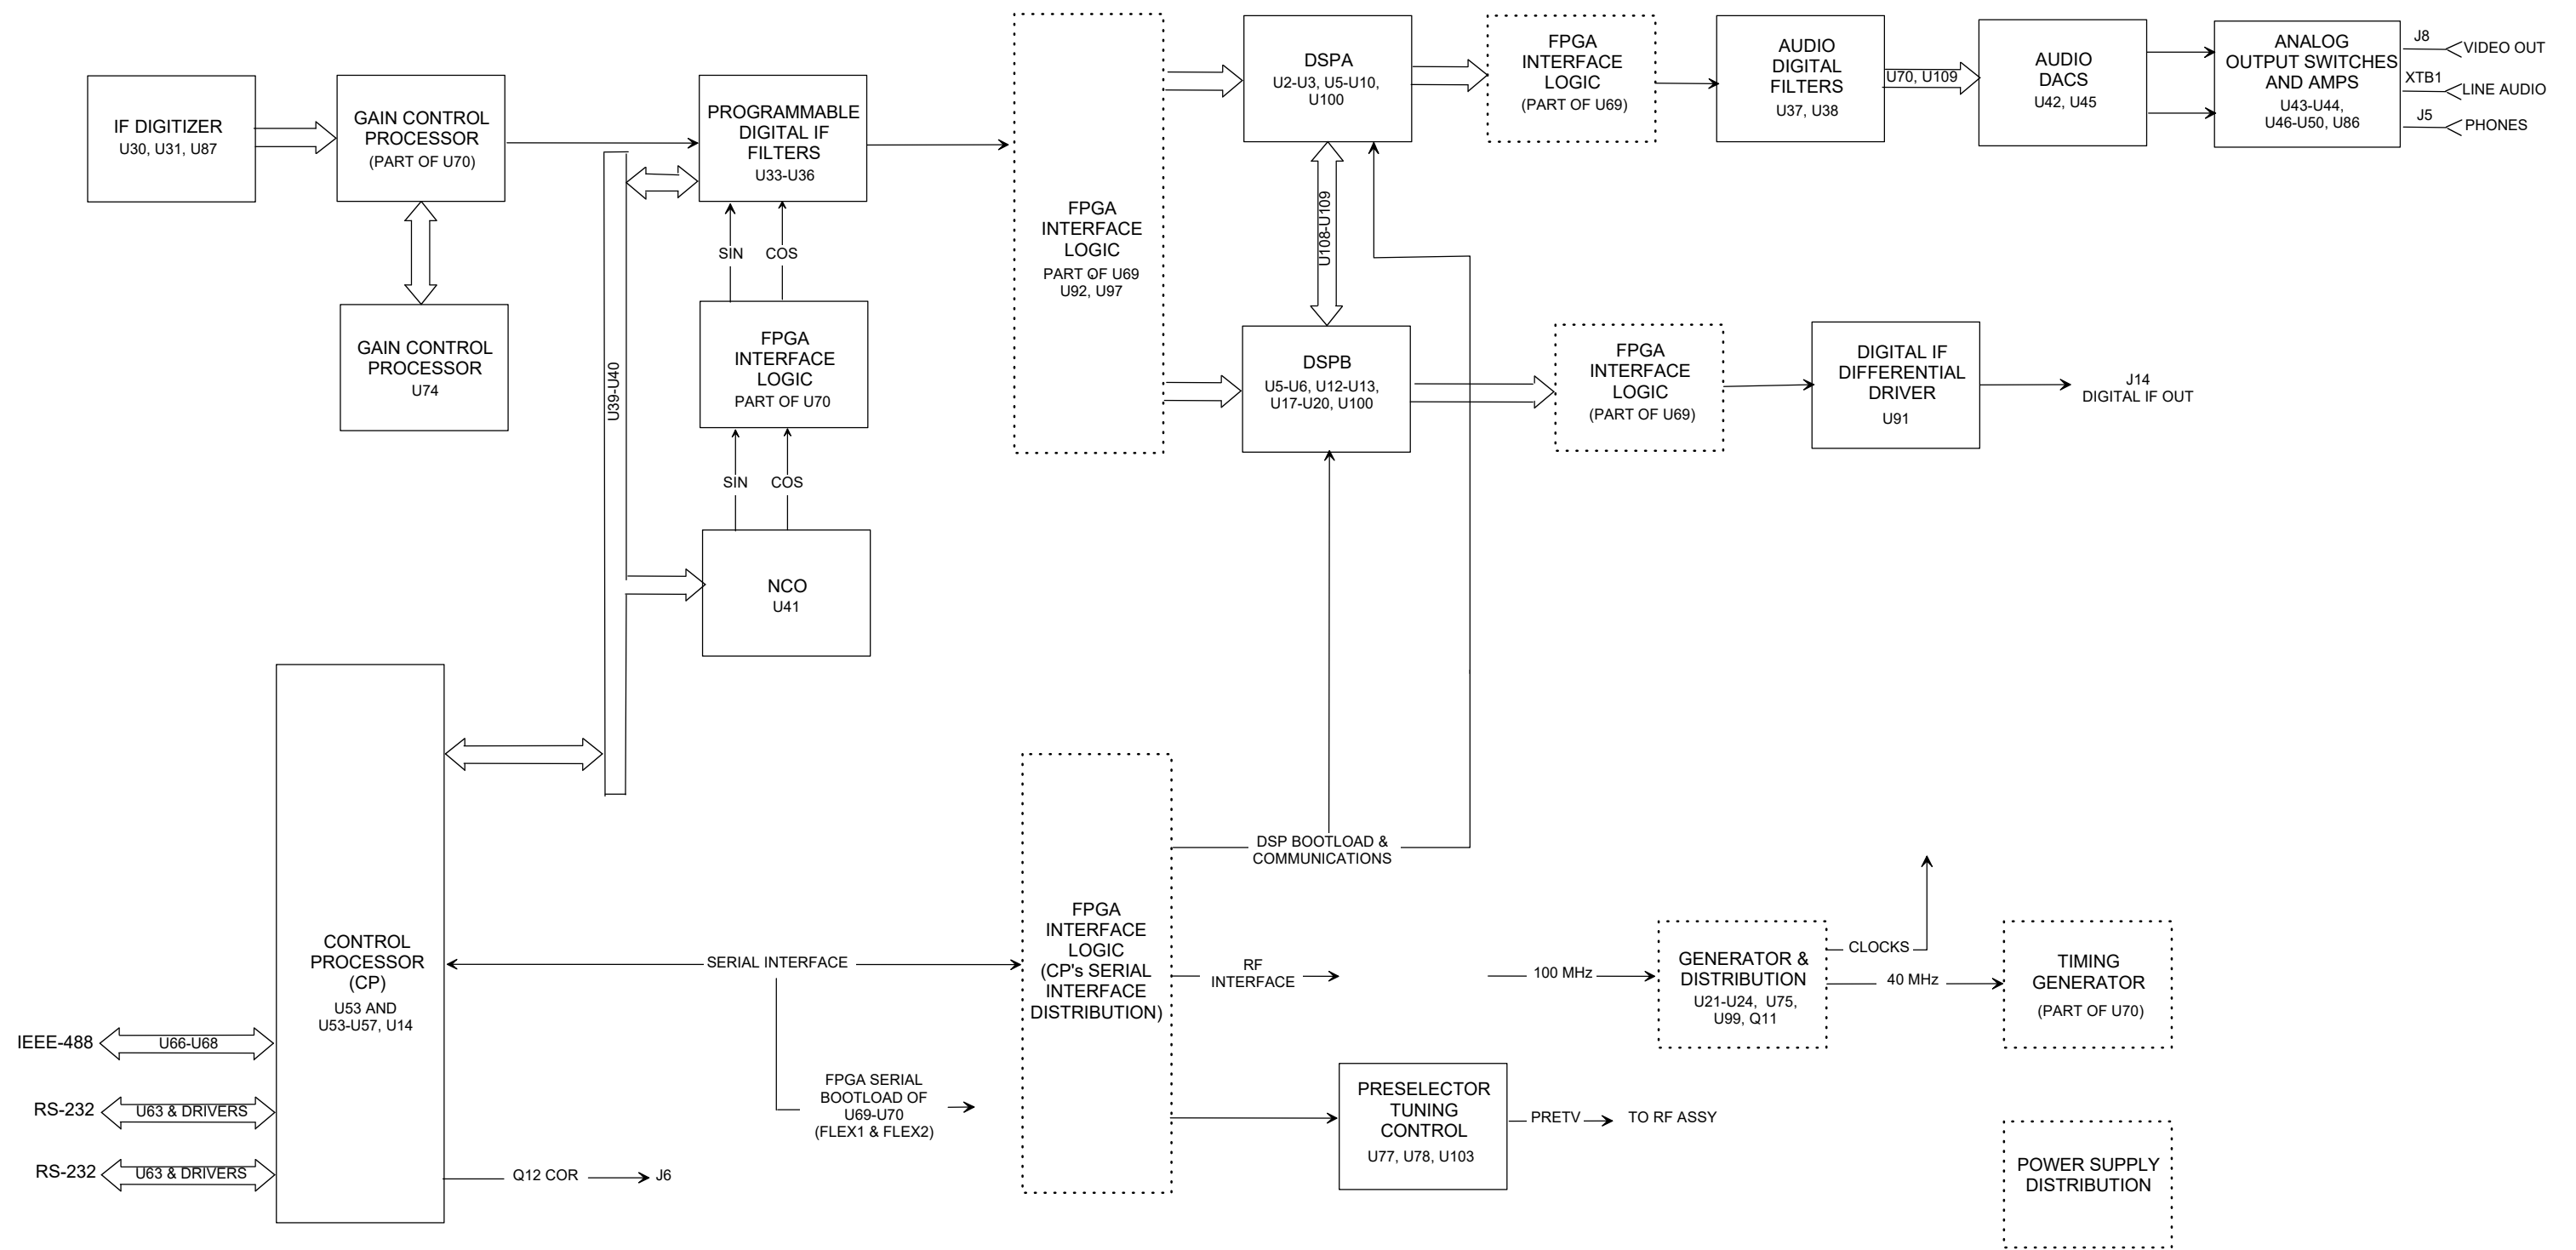 IF DIGITIZER
U30, U31, U87
GAIN CONTROL
PROCESSOR
(PART OF U70)
GAIN CONTROL
PROCESSOR
U74
U39-U40
PROGRAMMABLE
DIGITAL IF
FILTERS
U33-U36
SIN
COS
FPGA
INTERFACE
LOGIC
PART OF U70
SIN
COS
NCO
U41
FPGA
INTERFACE
LOGIC
PART OF U69
U92, U97
DSPA
U2-U3, U5-U10,
U100
U108-U109
DSPB
U5-U6, U12-U13,
U17-U20, U100
FPGA
INTERFACE
LOGIC
(PART OF U69)
AUDIO
DIGITAL
FILTERS
U37, U38
U70, U109
AUDIO
DACS
U42, U45
ANALOG
OUTPUT SWITCHES
AND AMPS
U43-U44,
U46-U50, U86
J8
VIDEO OUT
XTB1
LINE AUDIO
J5
PHONES
FPGA
INTERFACE
LOGIC
(PART OF U69)
DIGITAL IF
DIFFERENTIAL
DRIVER
U91
J14
DIGITAL IF OUT
CONTROL
PROCESSOR
(CP)
U53 AND
U53-U57, U14
IEEE-488
U66-U68
RS-232
U63 & DRIVERS
RS-232
U63 & DRIVERS
Q12 COR
J6
SERIAL INTERFACE
FPGA SERIAL
BOOTLOAD OF
U69-U70
(FLEX1 & FLEX2)
FPGA
INTERFACE
LOGIC
(CP's SERIAL
INTERFACE
DISTRIBUTION)
DSP BOOTLOAD &
COMMUNICATIONS
RF
INTERFACE
PRESELECTOR
TUNING
CONTROL
U77, U78, U103
PRETV
TO RF ASSY
100 MHz
GENERATOR &
DISTRIBUTION
U21-U24, U75,
U99, Q11
CLOCKS
40 MHz
TIMING
GENERATOR
(PART OF U70)
POWER SUPPLY
DISTRIBUTION